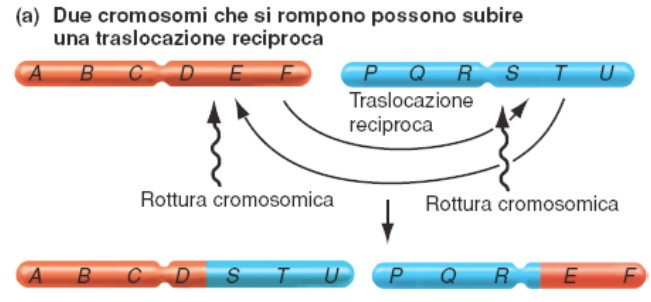 (a) Due cromosomi che si rompono possono subire
una traslocazione reciproca
A B C D E F P Q R S T U
Traslocazione
reciproca
Rottura cromosomica Rottura cromosomica
A B C D S T U P Q R E F